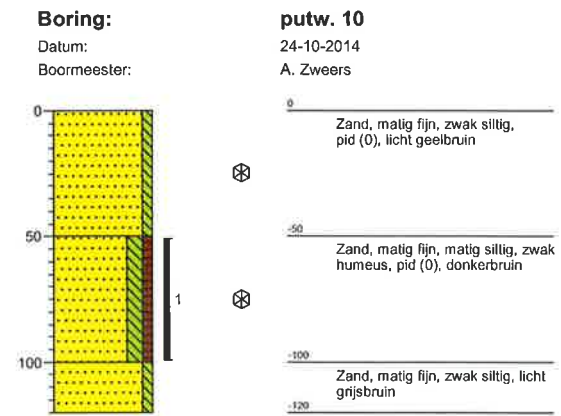 Boring: putw. 10
Datum: 24-10-2014
Boormeester: A. Zweers
0 0
Zand, matig fijn, zwak siltig,
pid (0), licht geelbruin
50 -50
Zand, matig fijn, matig siltig, zwak
humeus, pid (0), donkerbruin
1
100 -100
Zand, matig fijn, zwak siltig, licht
grijsbruin
-120